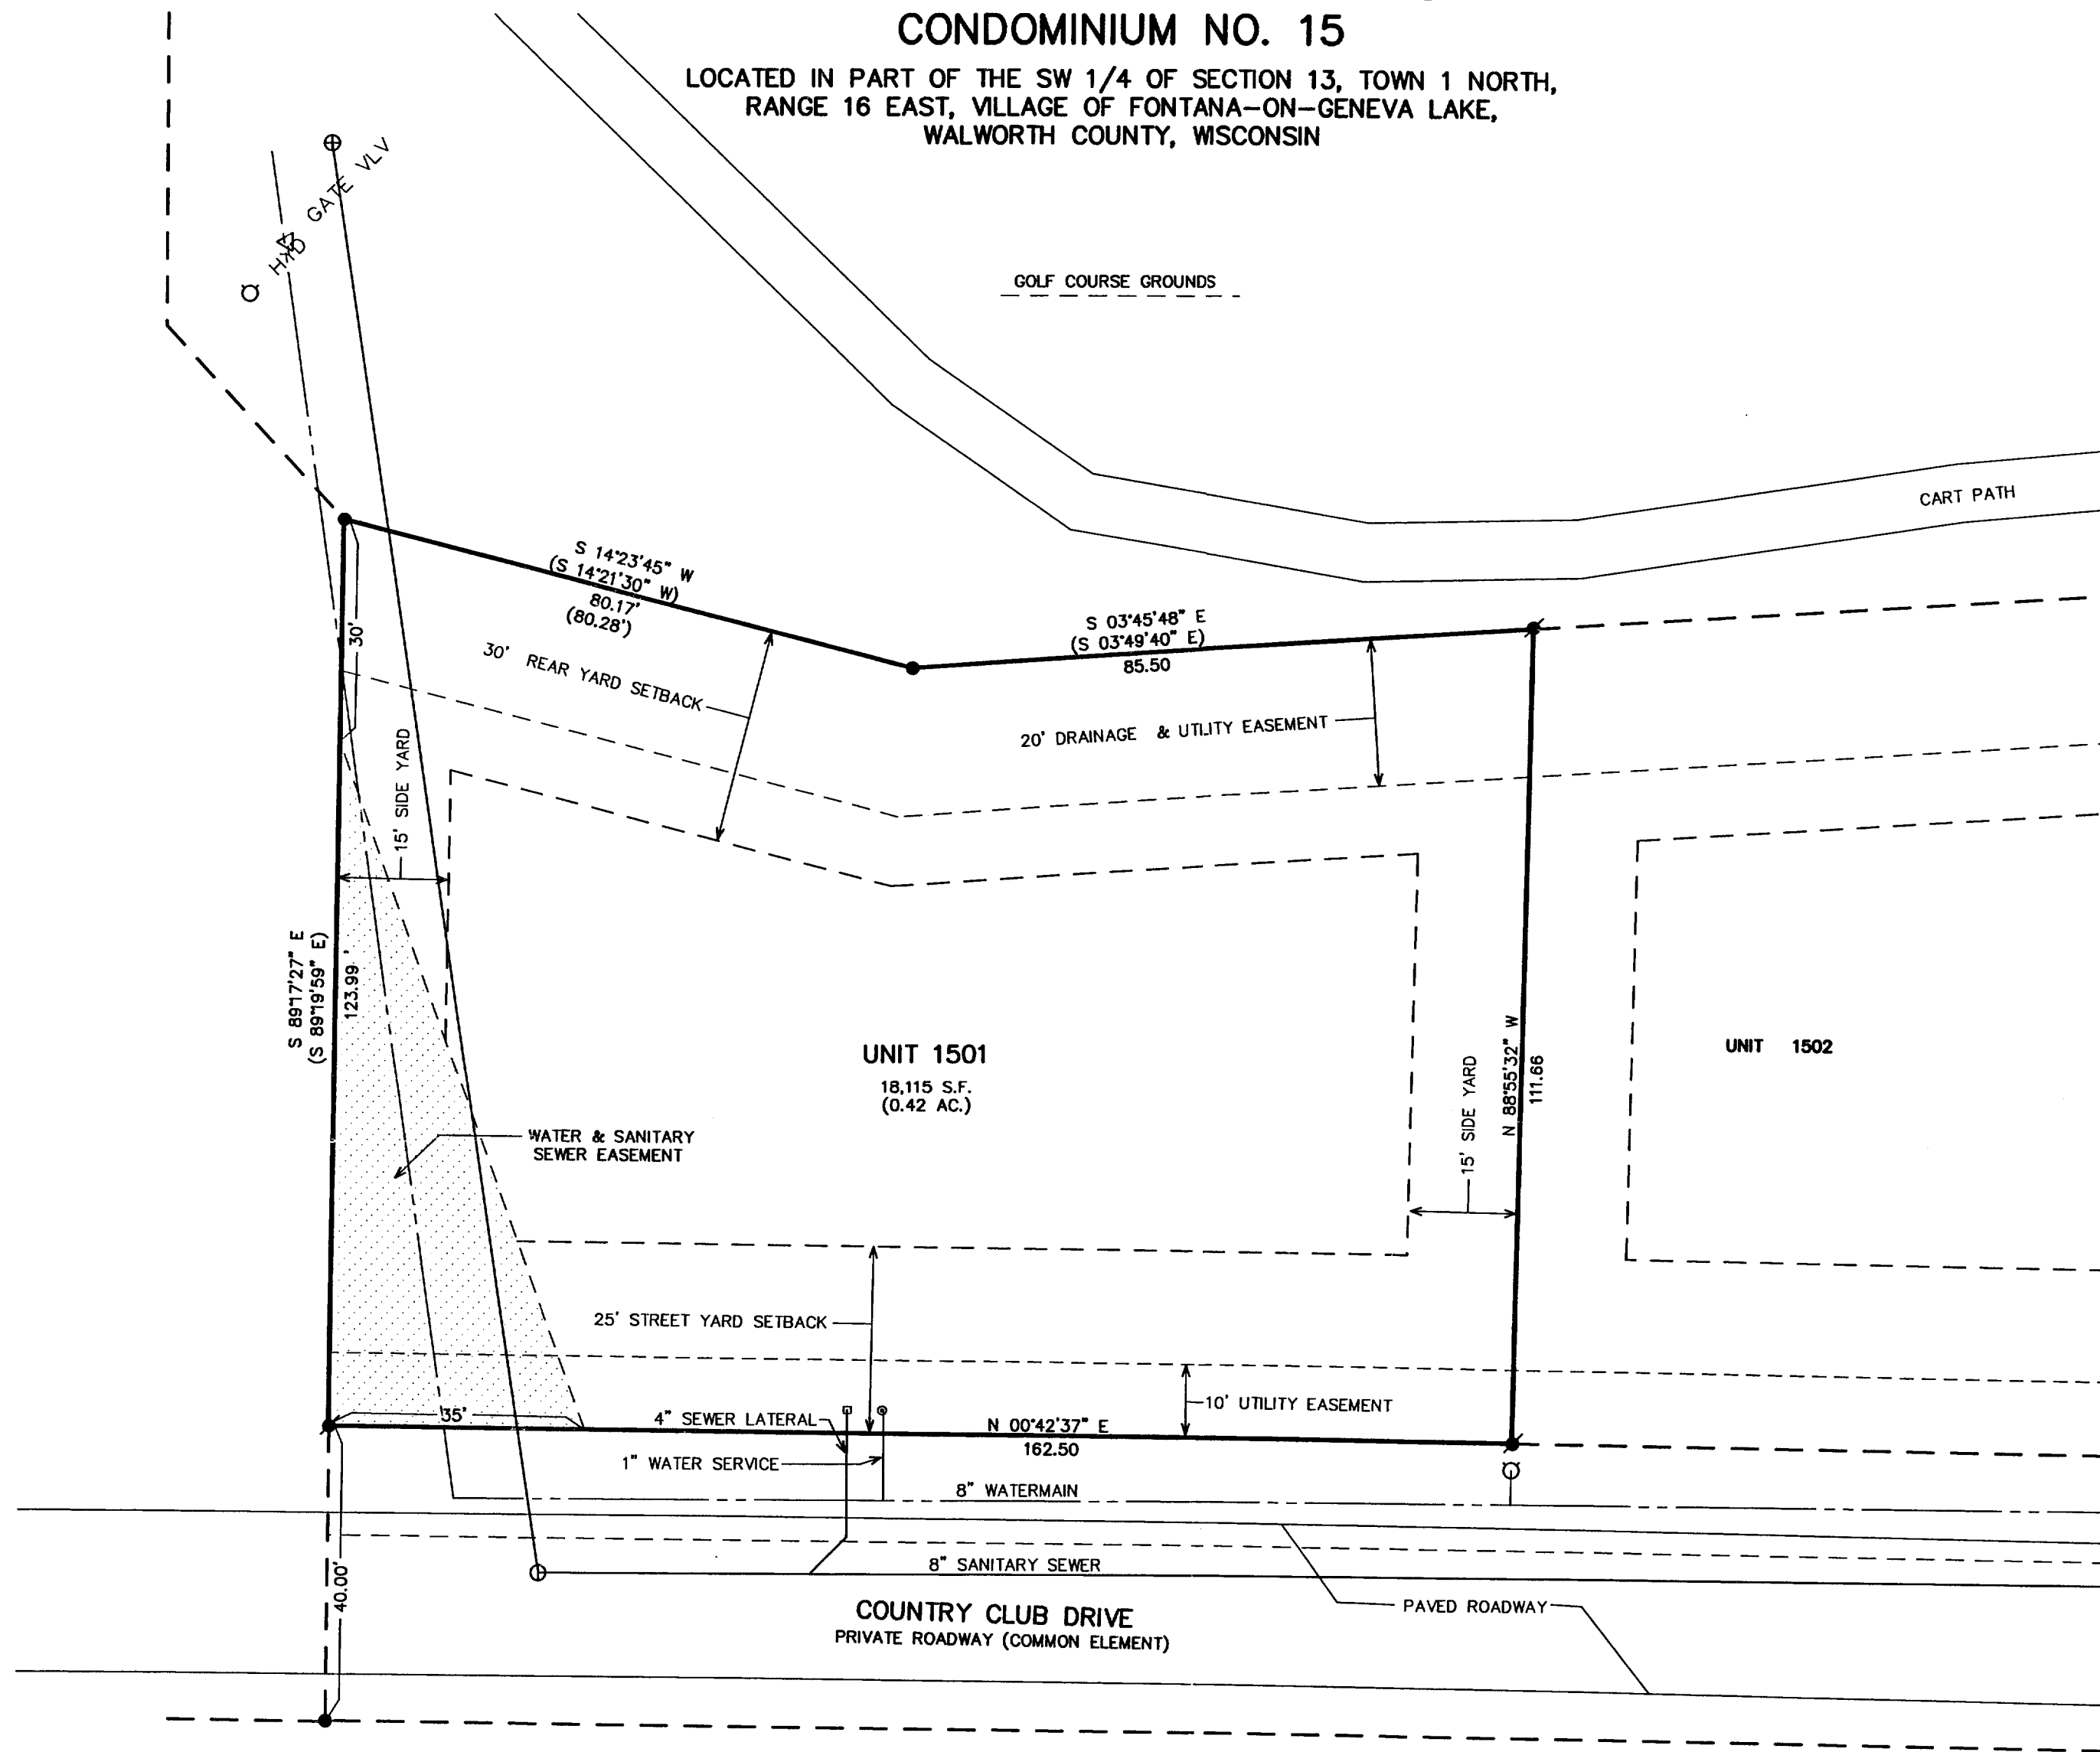 CONDOMINIUM NO. 15
LOCATED IN PART OF THE SW 1/4 OF SECTION 13, TOWN 1 NORTH,
RANGE 16 EAST, VILLAGE OF FONTANA-ON-GENEVA LAKE,
WALWORTH COUNTY, WISCONSIN
GATE VLV
HYD
GOLF COURSE GROUNDS
CART PATH
S 14°23'45" W
(S 14°21'30" W)
80.17'
(80.28')
S 03°45'48" E
(S 03°49'40" E)
85.50
30'
30' REAR YARD SETBACK
20' DRAINAGE & UTLITY EASEMENT
15' SIDE YARD
S 89°17'27" E
(S 89°19'59" E)
123.99 '
UNIT 1501
18,115 S.F.
(0.42 AC.)
N 88°55'32" W
111.66
15' SIDE YARD
UNIT 1502
WATER & SANITARY
SEWER EASEMENT
25' STREET YARD SETBACK
10' UTILITY EASEMENT
35'
4" SEWER LATERAL
N 00°42'37" E
162.50
1" WATER SERVICE
8" WATERMAIN
8" SANITARY SEWER
40.00'
COUNTRY CLUB DRIVE
PRIVATE ROADWAY (COMMON ELEMENT)
PAVED ROADWAY